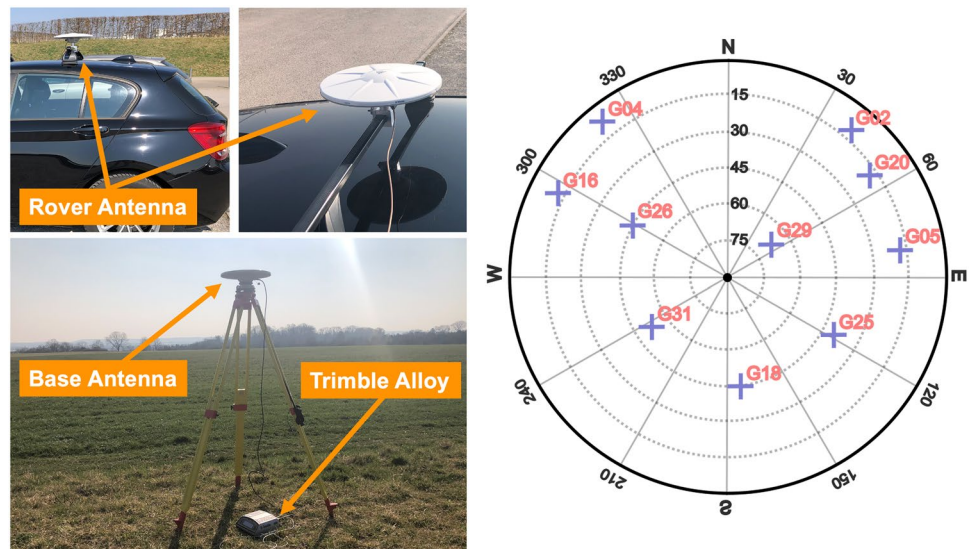 Rover Antenna
Base Antenna
Trimble Alloy
N
30
60
E
120
150
S
210
240
W
300
330
15
30
45
60
75
G04
G02
G20
G16
G26
G29
G05
G31
G25
G18